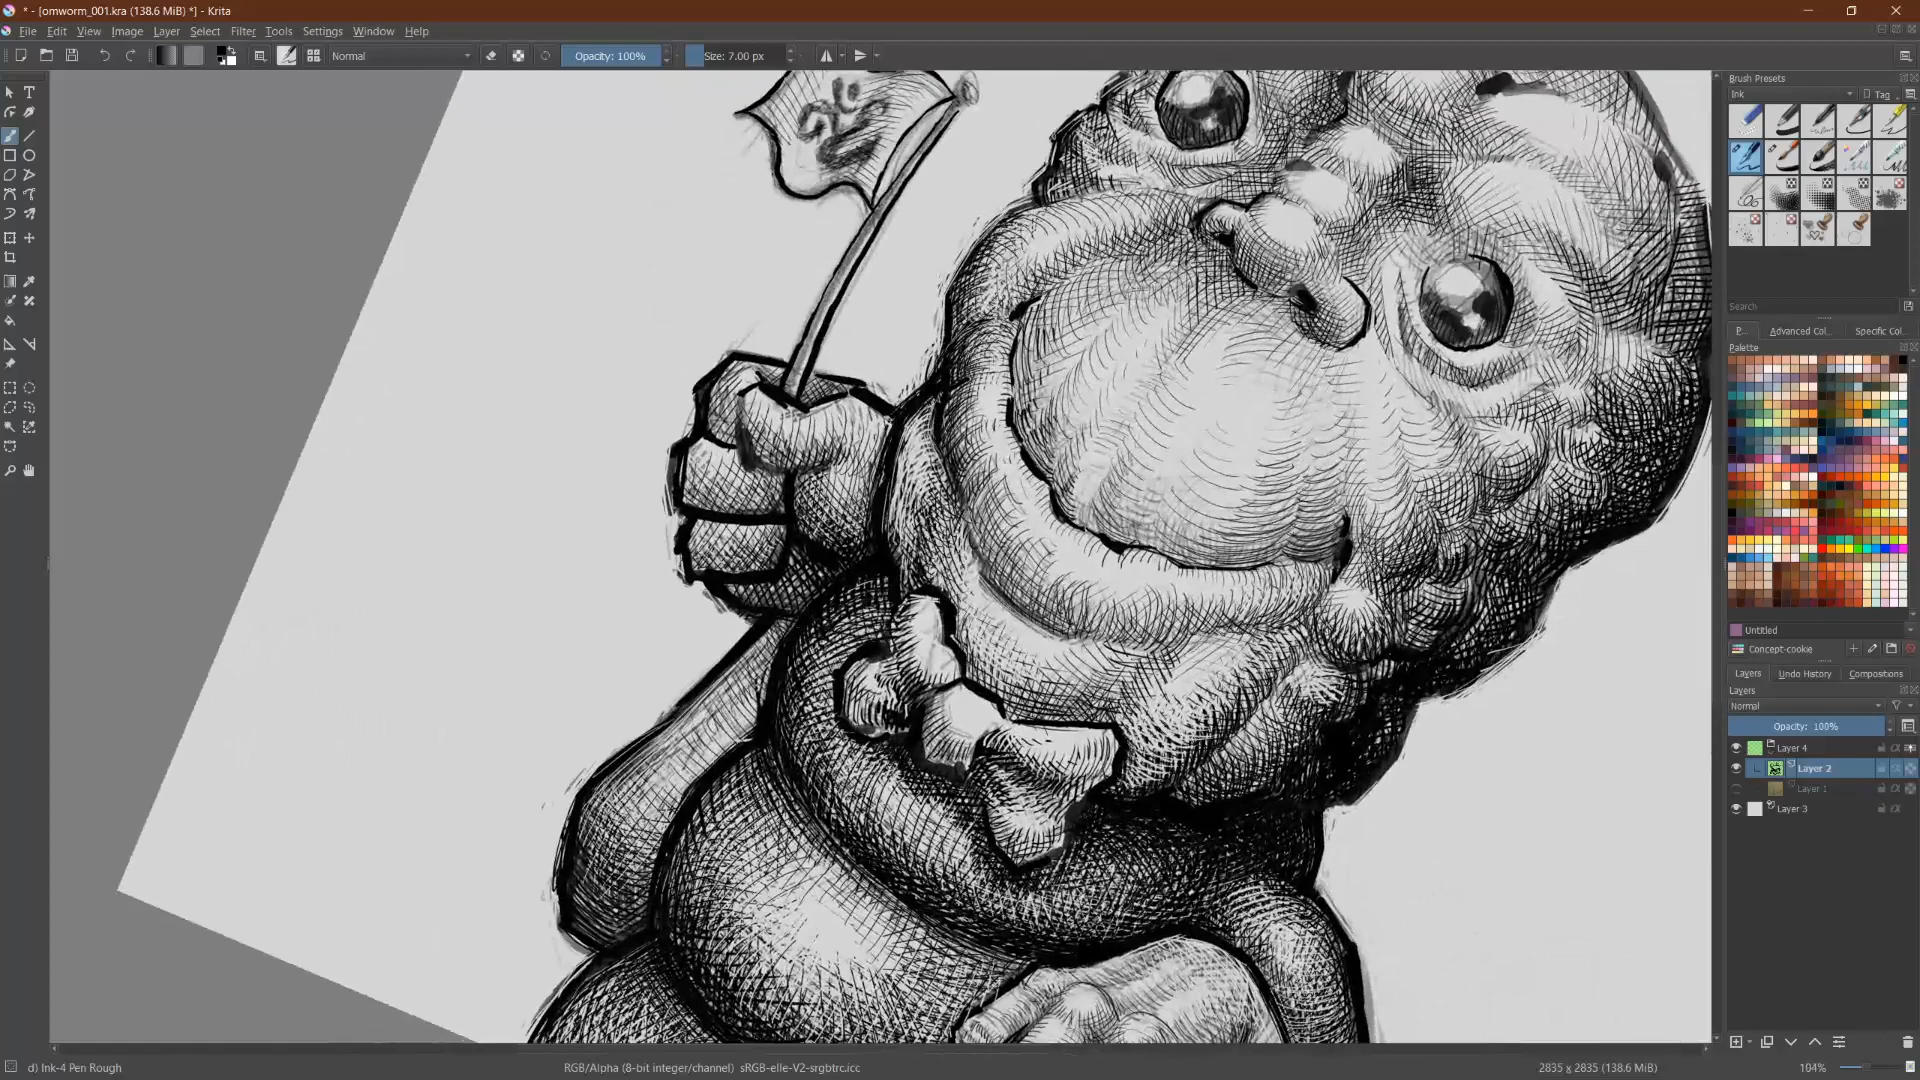 * - [omworm_001.kra (138.6 MiB) *] - Krita
File Edit View Image Layer Select Filter Tools Settings Window Help
Normal Opacity: 100% Size: 7.00 px
Brush Presets
Ink Tag
Search
P... Advanced Col... Specific Col...
Palette
Untitled
Concept-cookie
Layers Undo History Compositions
Layers
Normal
Opacity: 100%
Layer 4
Layer 2
Layer 1
Layer 3
d) Ink-4 Pen Rough RGB/Alpha (8-bit integer/channel) sRGB-elle-V2-srgbtrc.icc 2835 x 2835 (138.6 MiB) 104%